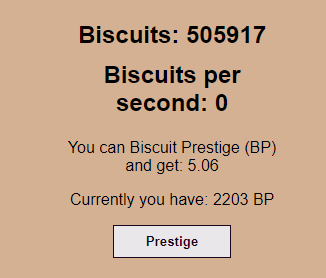 Biscuits: 505917
Biscuits per
second: 0
You can Biscuit Prestige (BP)
and get: 5.06
Currently you have: 2203 BP
Prestige